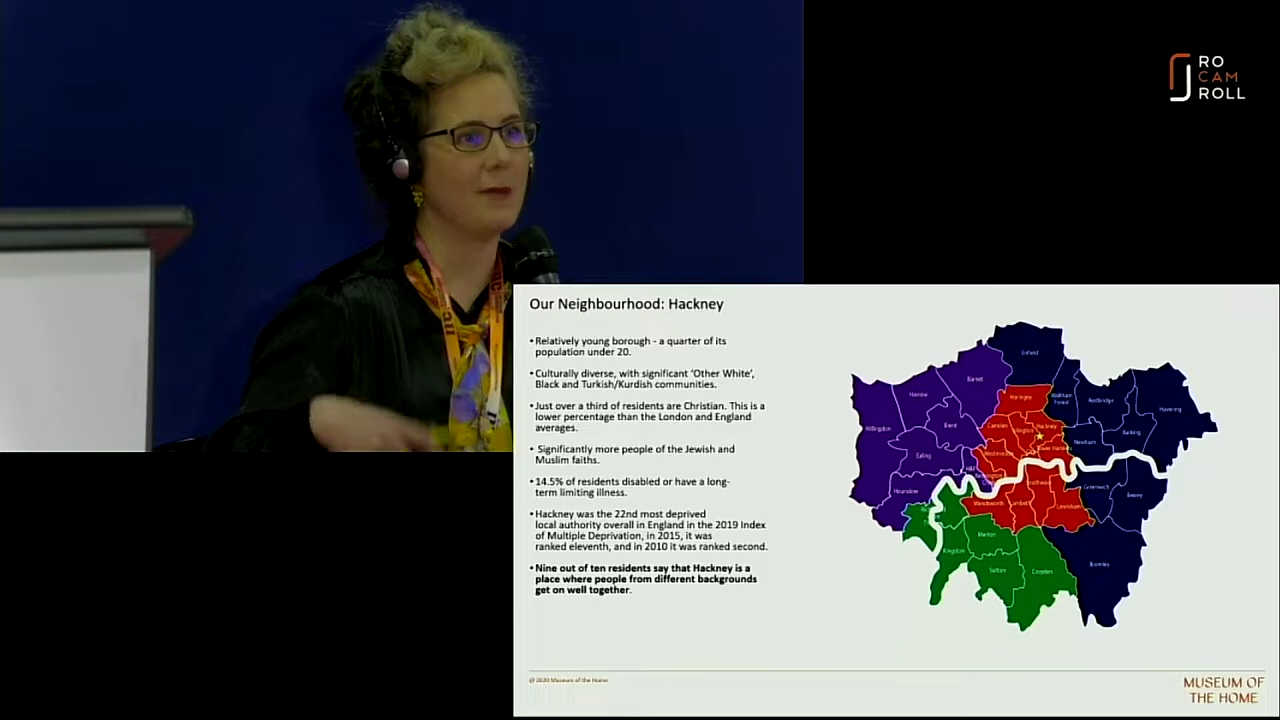 RO
CAM
ROLL
Our Neighbourhood: Hackney
• Relatively young borough - a quarter of its
population under 20.
• Culturally diverse, with significant ‘Other White’,
Black and Turkish/Kurdish communities.
• Just over a third of residents are Christian. This is a
lower percentage than the London and England
averages.
• Significantly more people of the Jewish and
Muslim faiths.
• 14.5% of residents disabled or have a long-
term limiting illness.
• Hackney was the 22nd most deprived
local authority overall in England in the 2019 Index
of Multiple Deprivation, in 2015, it was
ranked eleventh, and in 2010 it was ranked second.
• Nine out of ten residents say that Hackney is a
place where people from different backgrounds
get on well together.
Enfield
Barnet
Harrow
Haringey
Waltham
Forest
Redbridge
Havering
Hillingdon
Brent
Camden
Islington
Hackney
Newham
Barking
Ealing
Westminster
Tower Hamlets
H&F
Hounslow
Wandsworth
Lambeth
Southwark
Lewisham
Greenwich
Bexley
Merton
Kingston
Sutton
Croydon
Bromley
@ 2020 Museum of the Home
MUSEUM OF
THE HOME